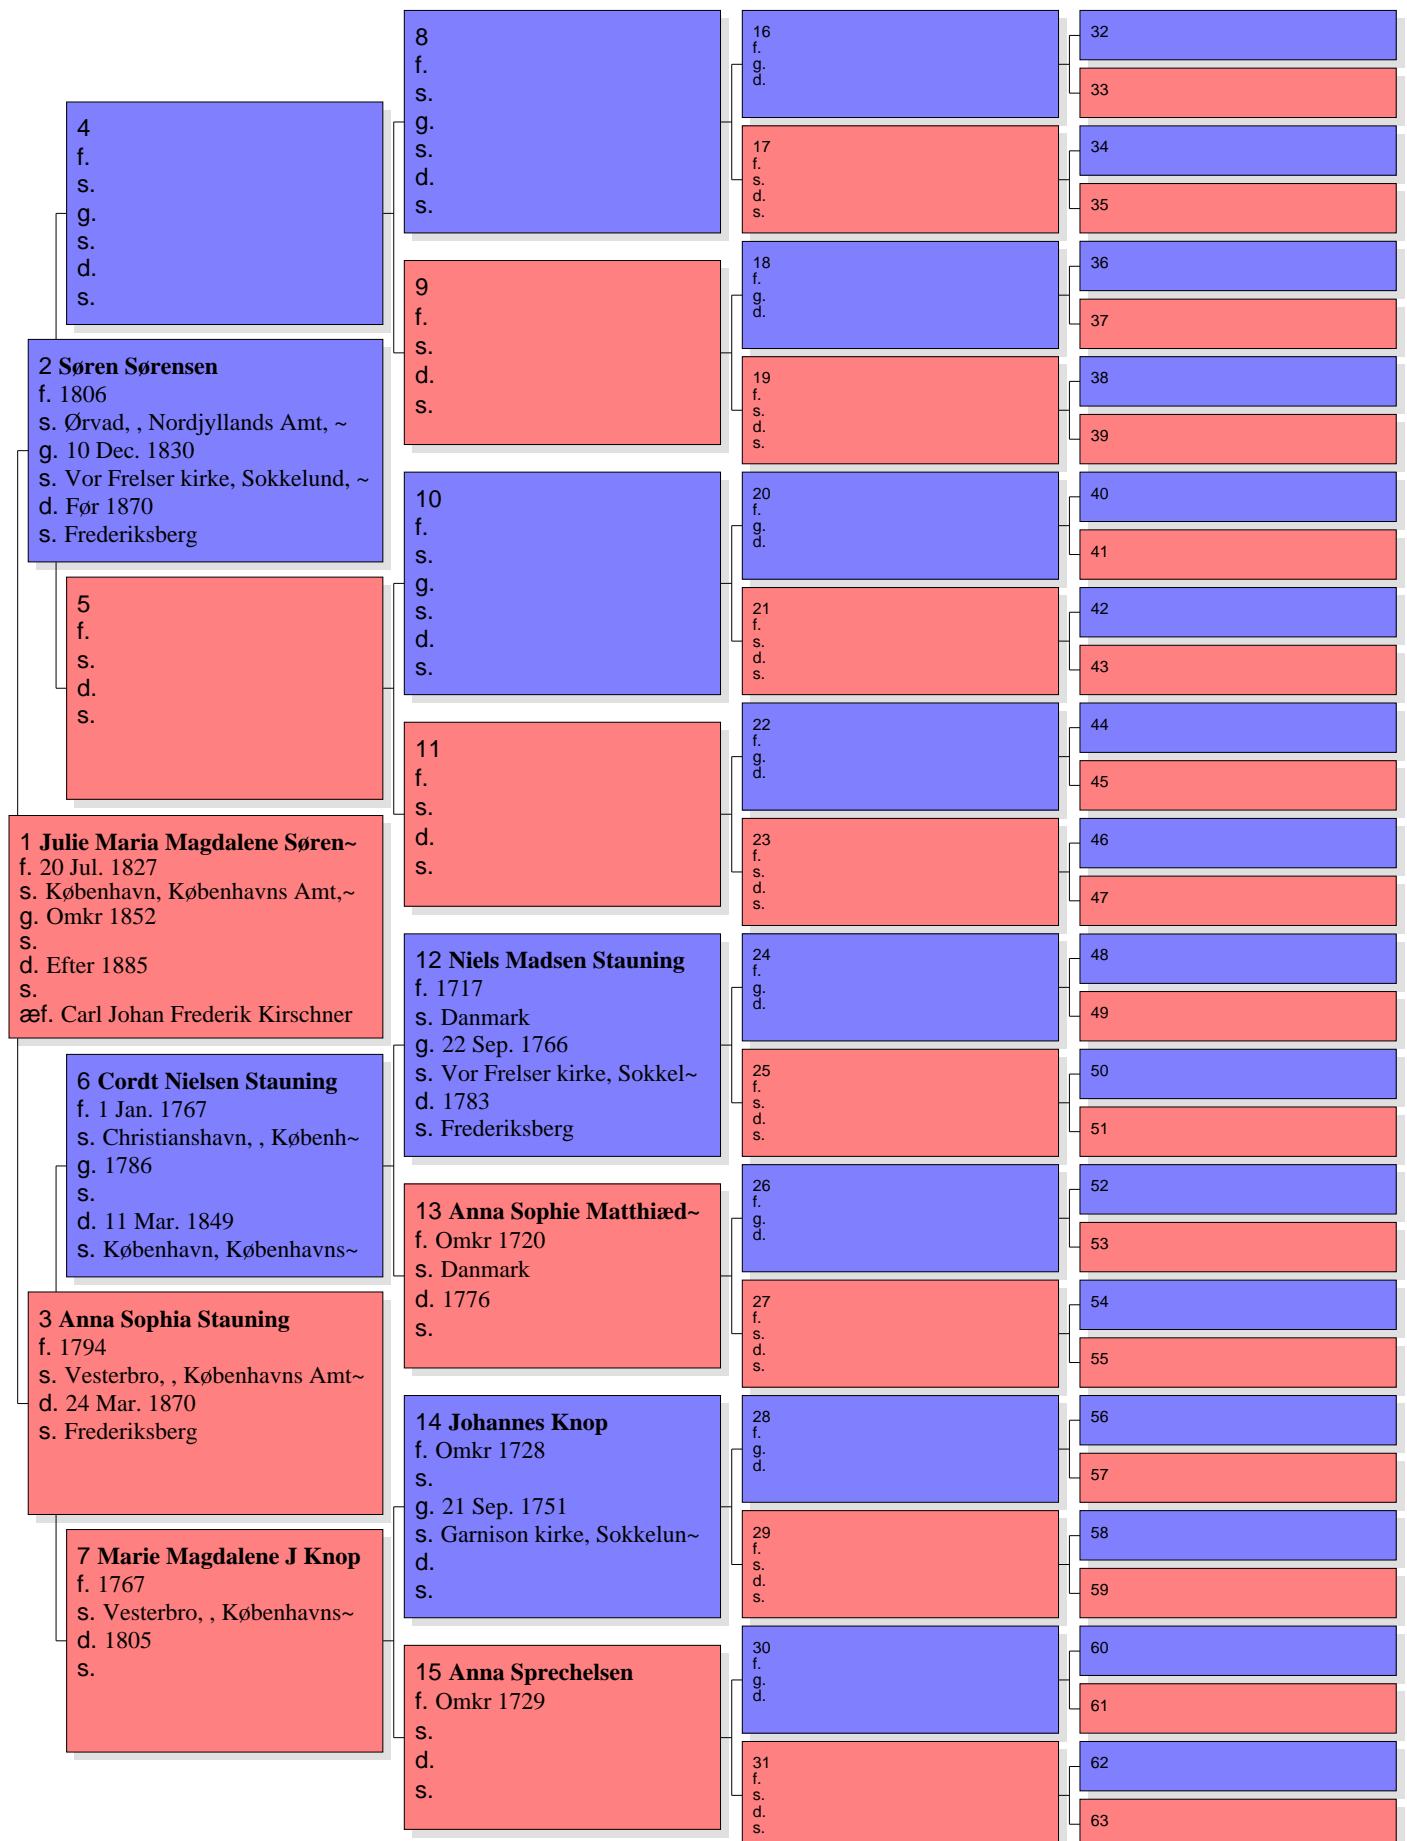 4
f.
s.
g.
s.
d.
s.
2 Søren Sørensen
f. 1806
s. Ørvad, , Nordjyllands Amt, ~
g. 10 Dec. 1830
s. Vor Frelser kirke, Sokkelund, ~
d. Før 1870
s. Frederiksberg
5
f.
s.
d.
s.
1 Julie Maria Magdalene Søren~
f. 20 Jul. 1827
s. København, Københavns Amt,~
g. Omkr 1852
s.
d. Efter 1885
s.
æf. Carl Johan Frederik Kirschner
6 Cordt Nielsen Stauning
f. 1 Jan. 1767
s. Christianshavn, , Københ~
g. 1786
s.
d. 11 Mar. 1849
s. København, Københavns~
3 Anna Sophia Stauning
f. 1794
s. Vesterbro, , Københavns Amt~
d. 24 Mar. 1870
s. Frederiksberg
7 Marie Magdalene J Knop
f. 1767
s. Vesterbro, , Københavns~
d. 1805
s.
8
f.
s.
g.
s.
d.
s.
9
f.
s.
d.
s.
10
f.
s.
g.
s.
d.
s.
11
f.
s.
d.
s.
12 Niels Madsen Stauning
f. 1717
s. Danmark
g. 22 Sep. 1766
s. Vor Frelser kirke, Sokkel~
d. 1783
s. Frederiksberg
13 Anna Sophie Matthiæd~
f. Omkr 1720
s. Danmark
d. 1776
s.
14 Johannes Knop
f. Omkr 1728
s.
g. 21 Sep. 1751
s. Garnison kirke, Sokkelun~
d.
s.
15 Anna Sprechelsen
f. Omkr 1729
s.
d.
s.
16
f.
g.
d.
17
f.
s.
d.
s.
18
f.
g.
d.
19
f.
s.
d.
s.
20
f.
g.
d.
21
f.
s.
d.
s.
22
f.
g.
d.
23
f.
s.
d.
s.
24
f.
g.
d.
25
f.
s.
d.
s.
26
f.
g.
d.
27
f.
s.
d.
s.
28
f.
g.
d.
29
f.
s.
d.
s.
30
f.
g.
d.
31
f.
s.
d.
s.
32
33
34
35
36
37
38
39
40
41
42
43
44
45
46
47
48
49
50
51
52
53
54
55
56
57
58
59
60
61
62
63